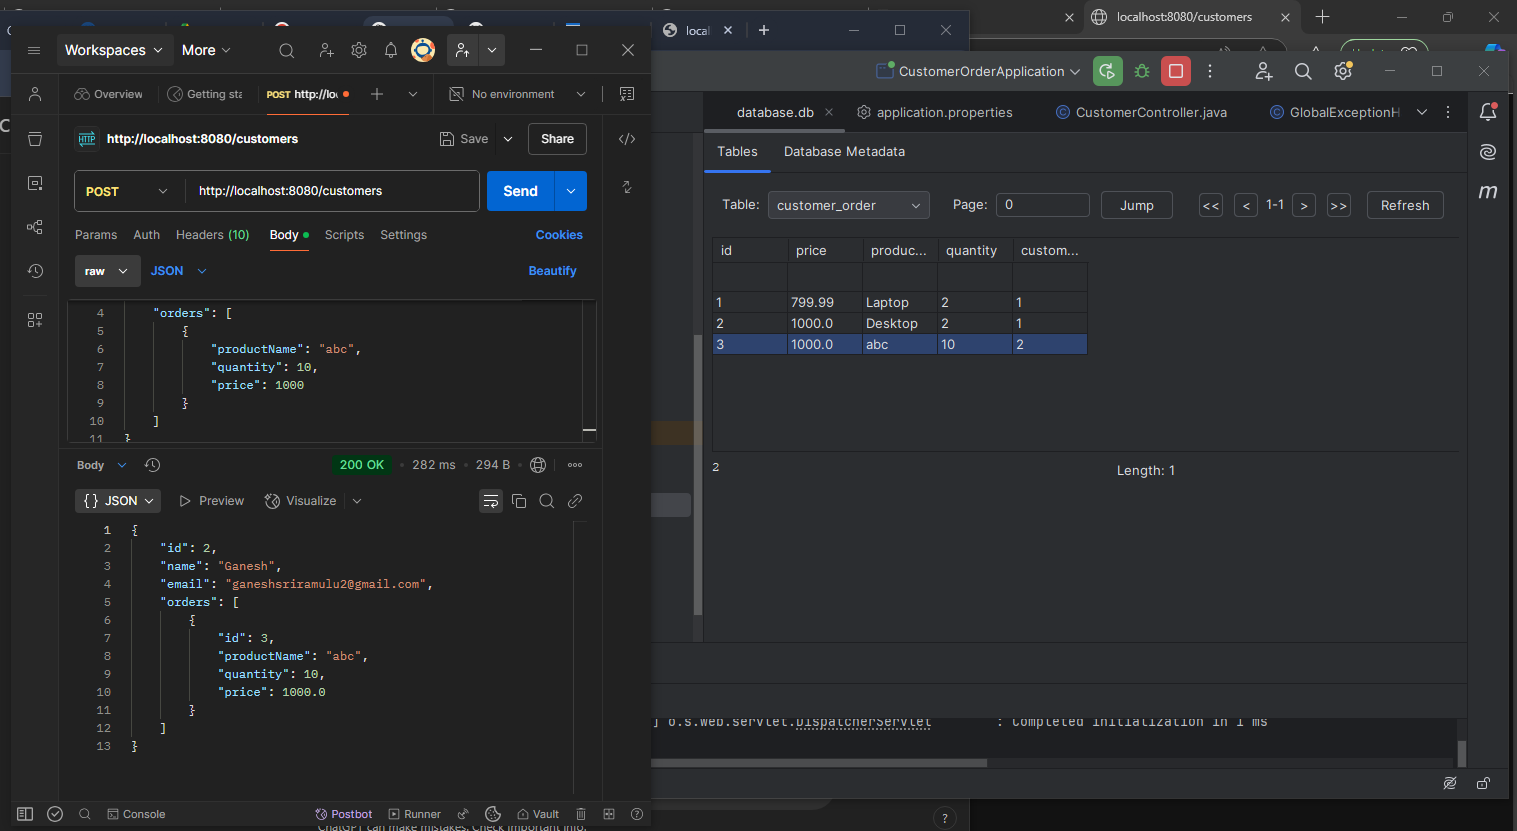 Workspaces
More
Overview
Getting sta
POST http://lo
No environment
HTTP
http://localhost:8080/customers
Save
Share
POST
http://localhost:8080/customers
Send
Params
Auth
Headers (10)
Body
Scripts
Settings
Cookies
raw
JSON
Beautify
4 "orders": [
5 {
6 "productName": "abc",
7 "quantity": 10,
8 "price": 1000
9 }
10 ]
11 }
Body
200 OK
282 ms
294 B
{} JSON
Preview
Visualize
1 {
2 "id": 2,
3 "name": "Ganesh",
4 "email": "ganeshsriramulu2@gmail.com",
5 "orders": [
6 {
7 "id": 3,
8 "productName": "abc",
9 "quantity": 10,
10 "price": 1000.0
11 }
12 ]
13 }
Console
Postbot
Runner
Vault
?
ChatGPT can make mistakes. Check important info.
?
local
localhost:8080/customers
CustomerOrderApplication
database.db
application.properties
CustomerController.java
GlobalExceptionH
Tables
Database Metadata
Table:
customer_order
Page:
0
Jump
<<
<
1-1
>
>>
Refresh
id price produc... quantity custom...
1 799.99 Laptop 2 1
2 1000.0 Desktop 2 1
3 1000.0 abc 10 2
2
Length: 1
m
] o.s.web.servlet.DispatcherServlet : Completed initialization in 1 ms